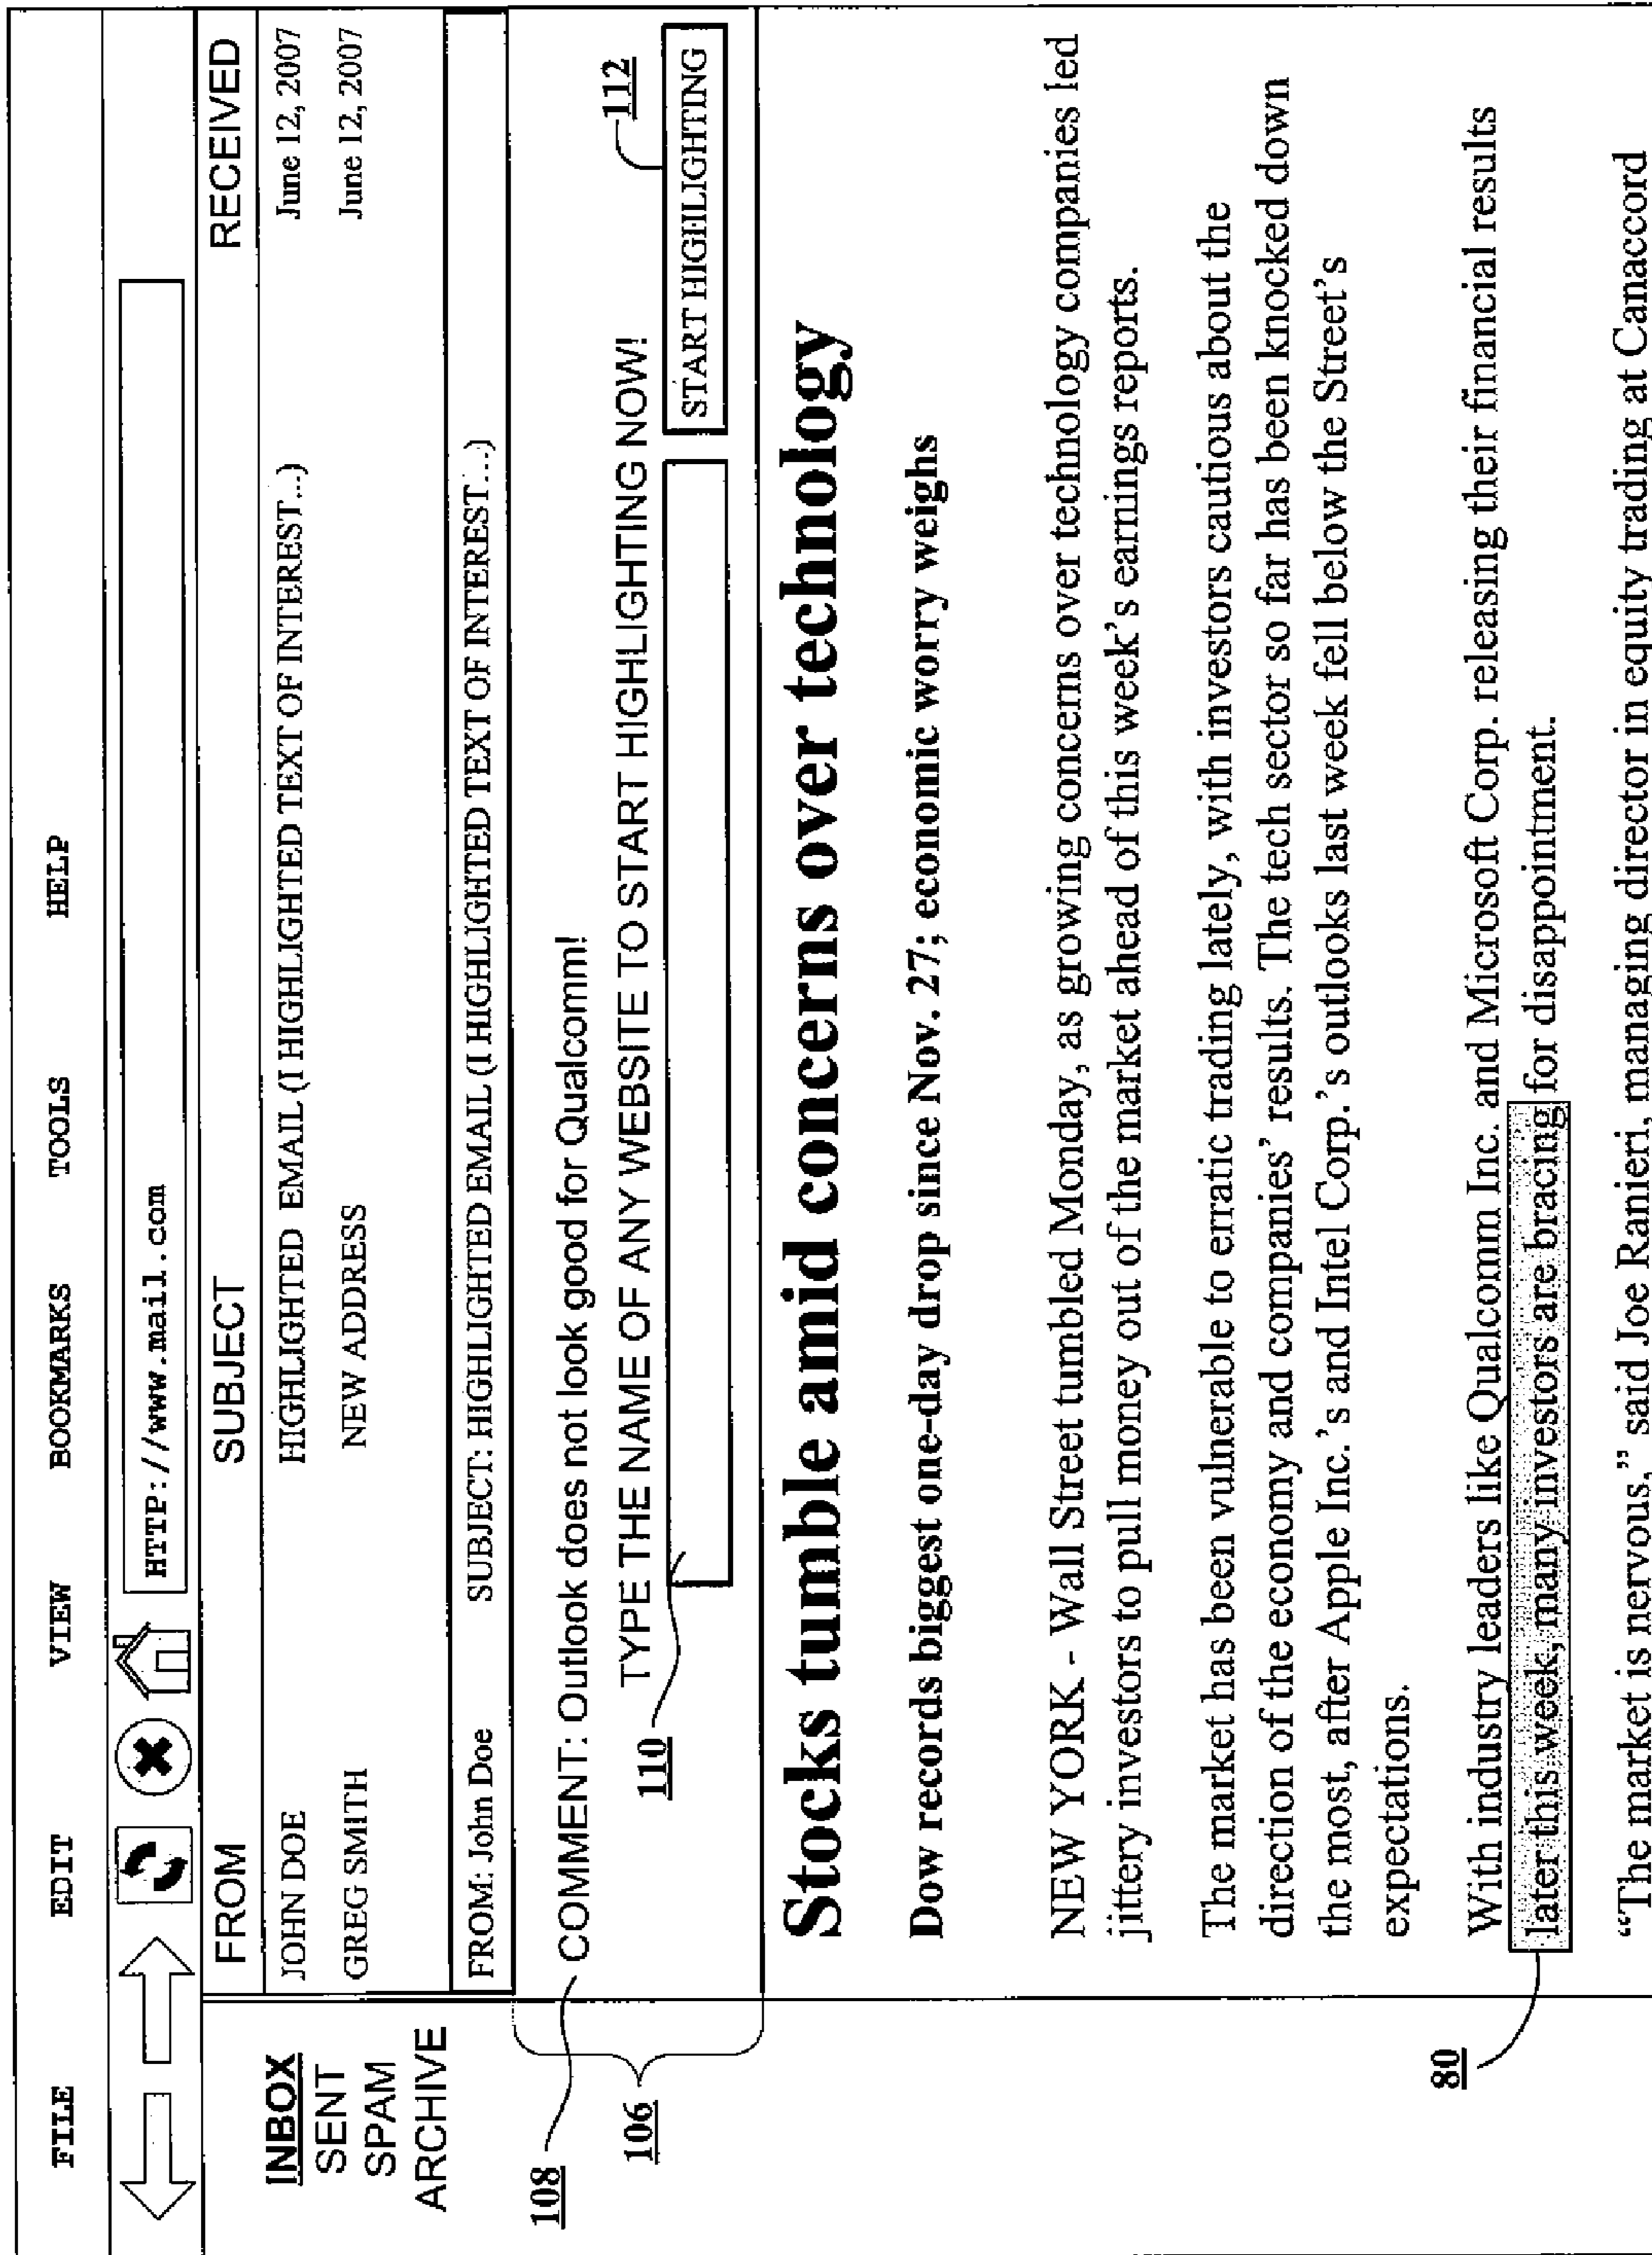 FILE EDIT VIEW BOOKMARKS TOOLS HELP
HTTP://www.mail.com
INBOX
SENT
SPAM
ARCHIVE
FROM SUBJECT RECEIVED
JOHN DOE HIGHLIGHTED EMAIL (I HIGHLIGHTED TEXT OF INTEREST...) June 12, 2007
GREG SMITH NEW ADDRESS June 12, 2007
FROM: John Doe SUBJECT: HIGHLIGHTED EMAIL (I HIGHLIGHTED TEXT OF INTEREST...)
108
COMMENT: Outlook does not look good for Qualcomm!
106
TYPE THE NAME OF ANY WEBSITE TO START HIGHLIGHTING NOW!
110
START HIGHLIGHTING
112
Stocks tumble amid concerns over technology
Dow records biggest one-day drop since Nov. 27; economic worry weighs
NEW YORK - Wall Street tumbled Monday, as growing concerns over technology companies led
jittery investors to pull money out of the market ahead of this week's earnings reports.
The market has been vulnerable to erratic trading lately, with investors cautious about the
direction of the economy and companies' results. The tech sector so far has been knocked down
the most, after Apple Inc.'s and Intel Corp.'s outlooks last week fell below the Street's
expectations.
With industry leaders like Qualcomm Inc. and Microsoft Corp. releasing their financial results
later this week, many investors are bracing for disappointment.
80
“The market is nervous,” said Joe Ranieri, managing director in equity trading at Canaccord